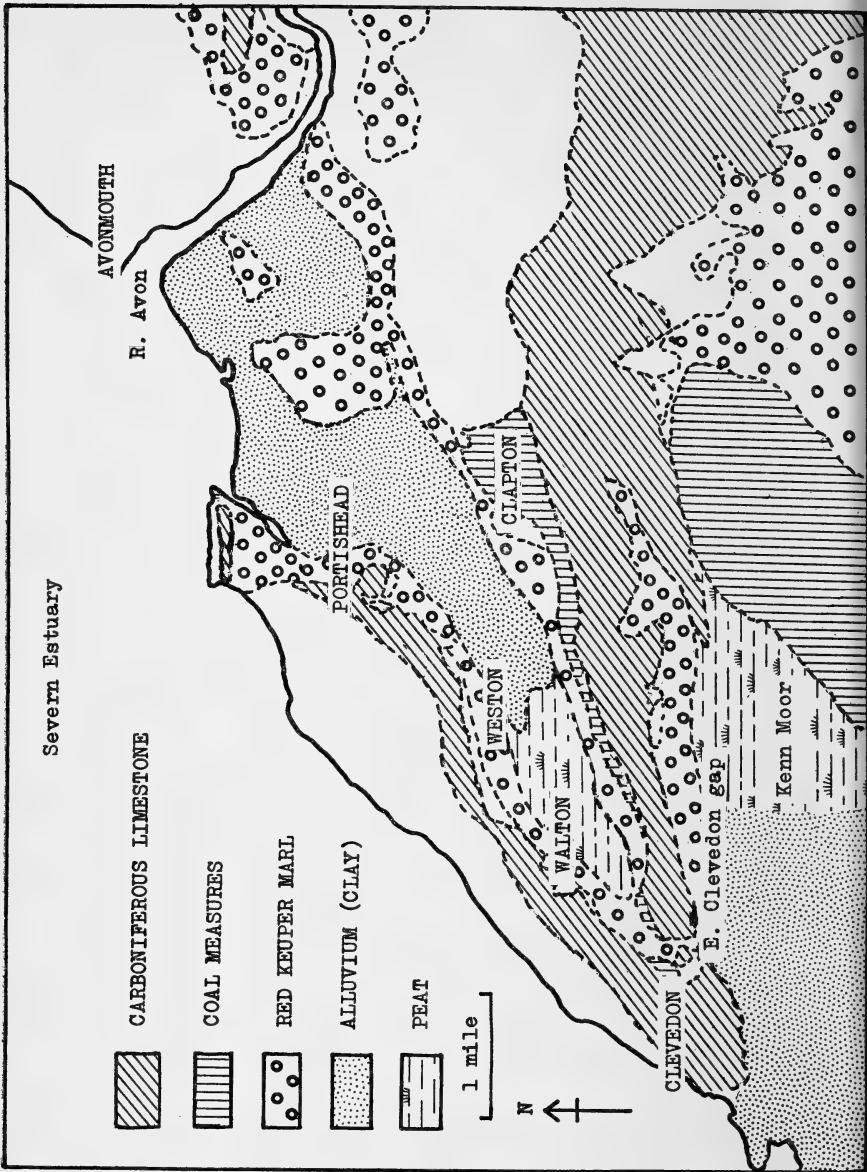 Severn Estuary
AVONMOUTH
R. Avon
PORTISHEAD
CLAPTON
WESTON
WALTON
CLEVEDON
E. Clevedon gap
Kenn Moor
CARBONIFEROUS LIMESTONE
COAL MEASURES
RED KEUPER MARL
ALLUVIUM (CLAY)
PEAT
1 mile
N